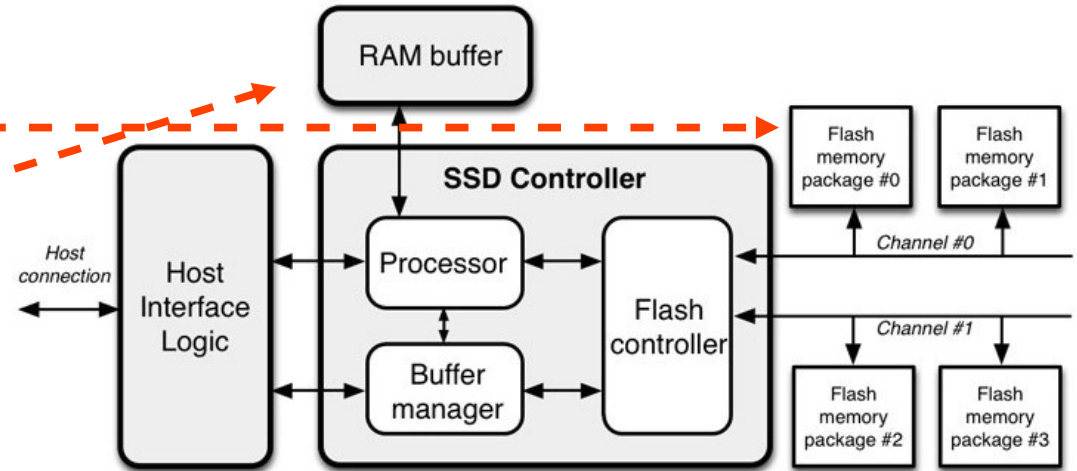 RAM buffer
SSD Controller
Host
connection
Host
Interface
Logic
Processor
Buffer
manager
Flash
controller
Flash
memory
package #0
Flash
memory
package #1
Channel #0
Channel #1
Flash
memory
package #2
Flash
memory
package #3